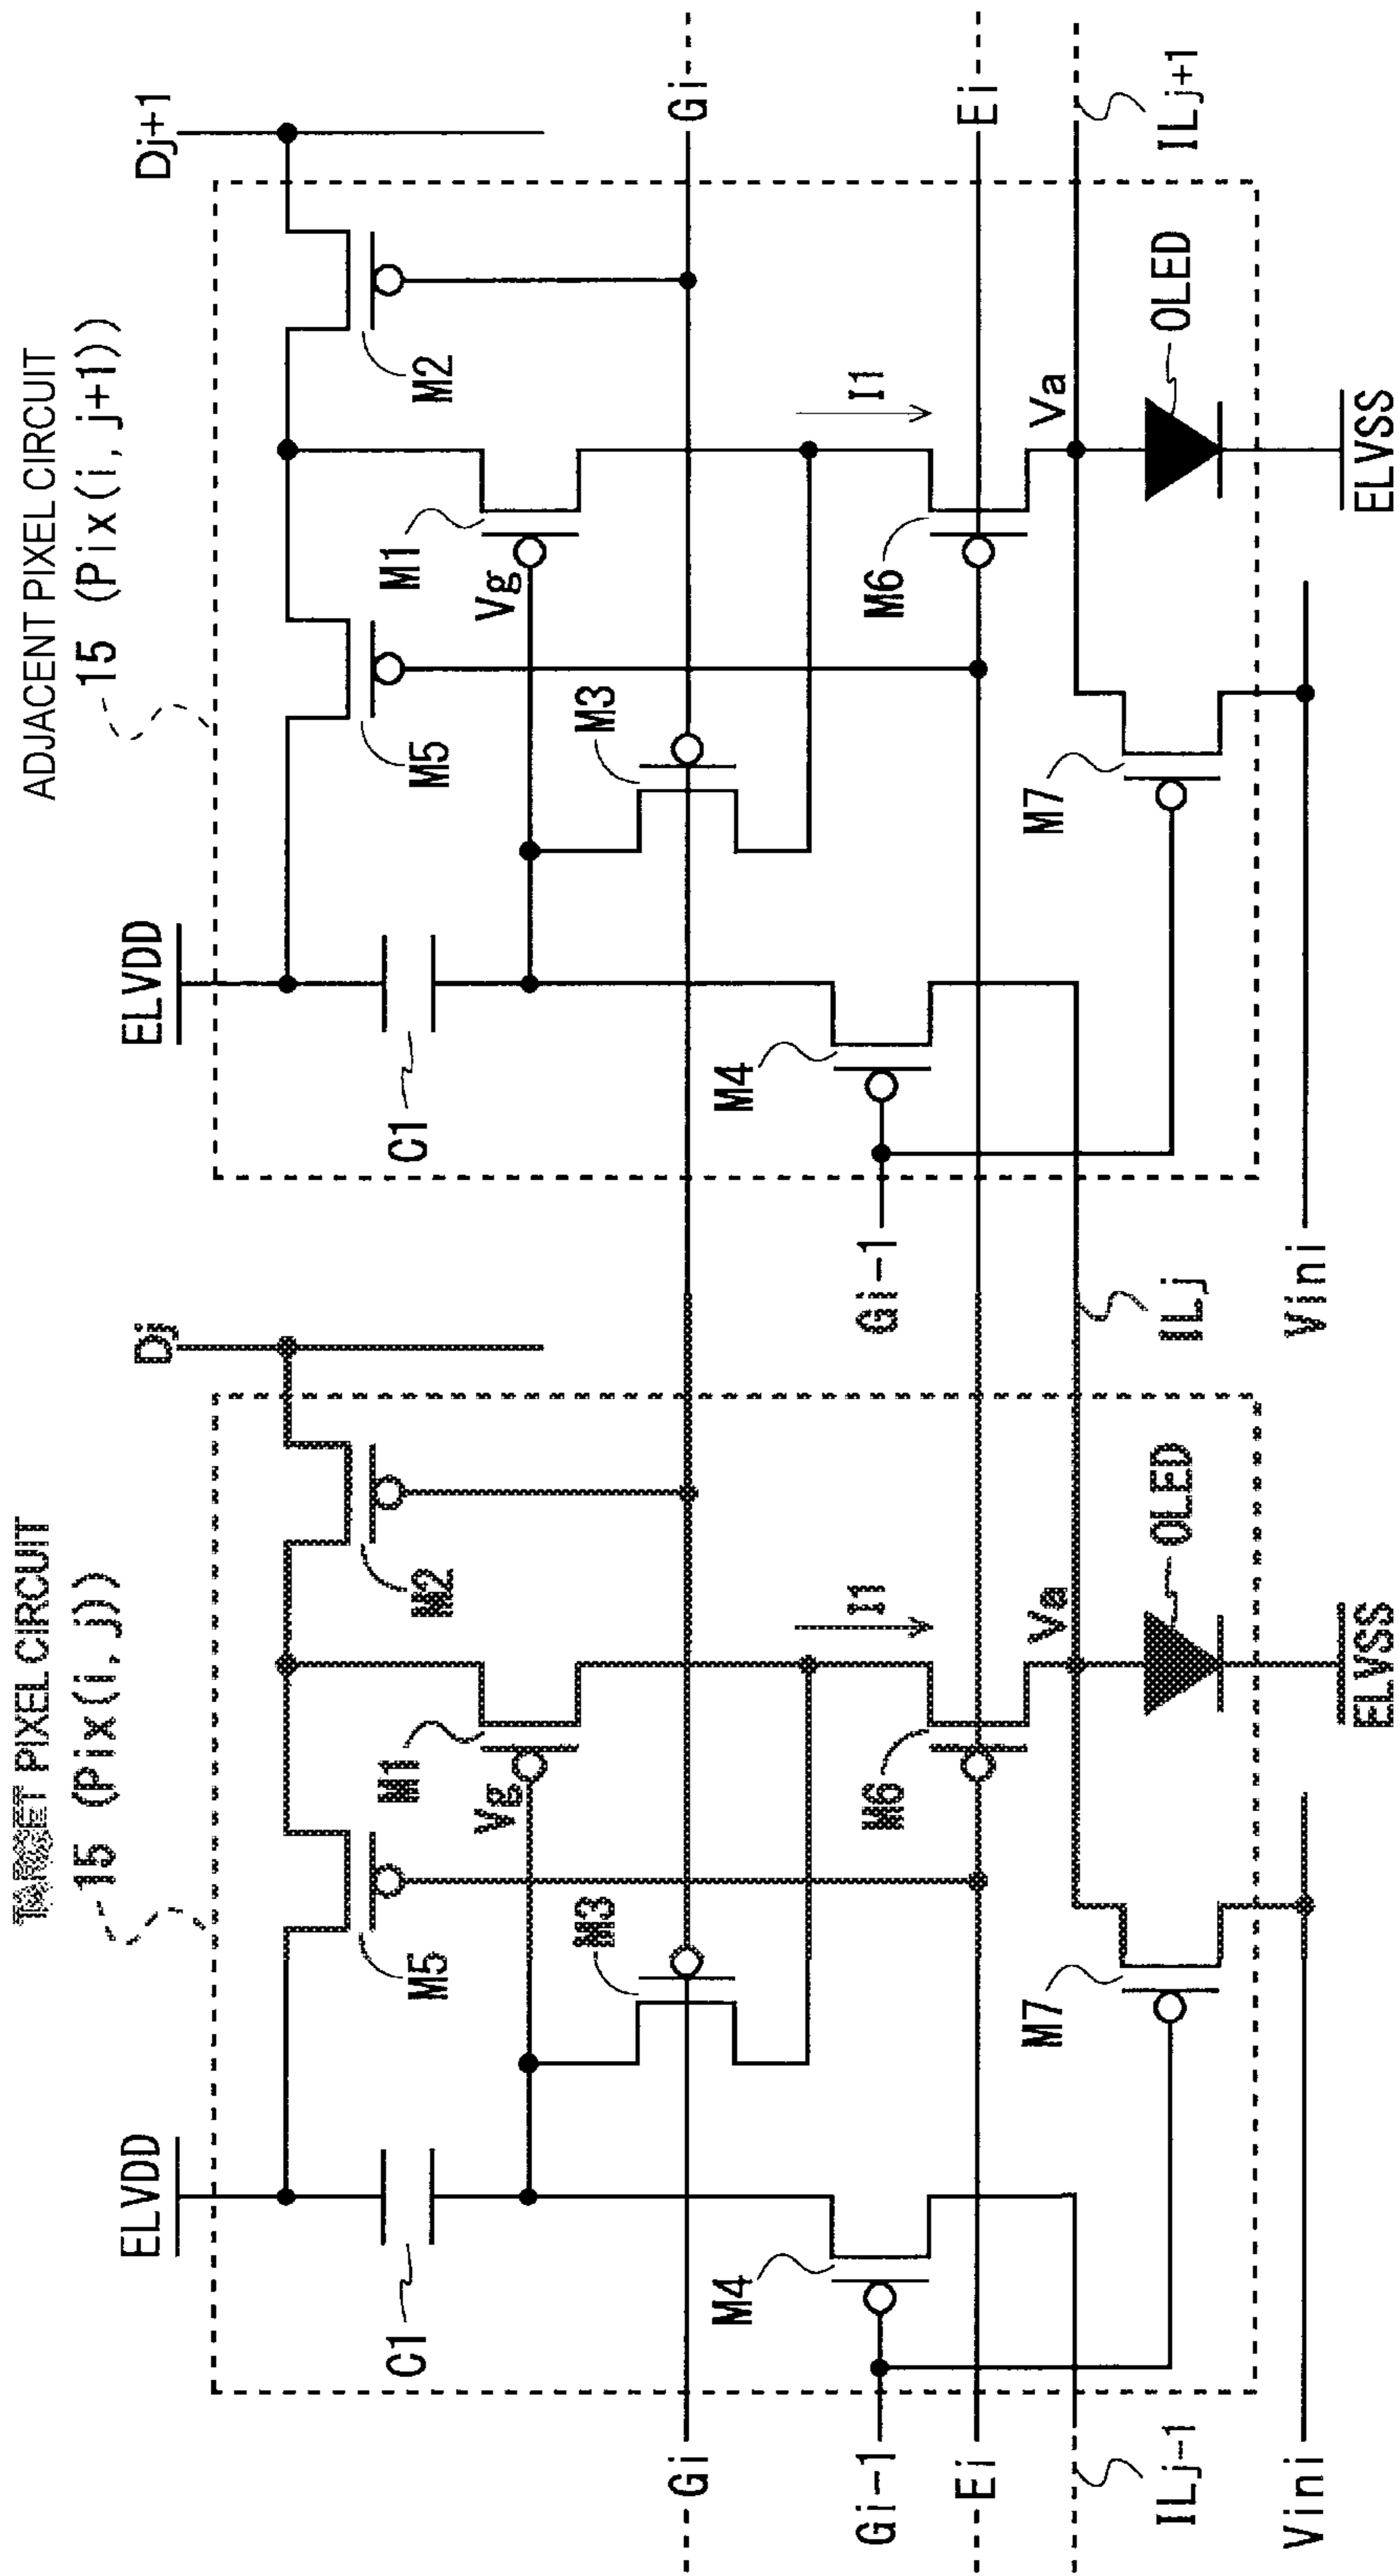 TARGET PIXEL CIRCUIT
15 (Pix(i, j))
ELVDD
Dj
C1
M5
M2
M1
Vg
M3
Gi
M4
Gi-1
I1
M6
Ei
Va
M7
OLED
ILj-1
ILj
Vini
ELVSS
ADJACENT PIXEL CIRCUIT
15 (Pix(i, j+1))
ELVDD
Dj+1
C1
M5
M2
M1
Vg
M3
Gi
M4
Gi-1
I1
M6
Ei
Va
M7
OLED
ILj+1
Vini
ELVSS